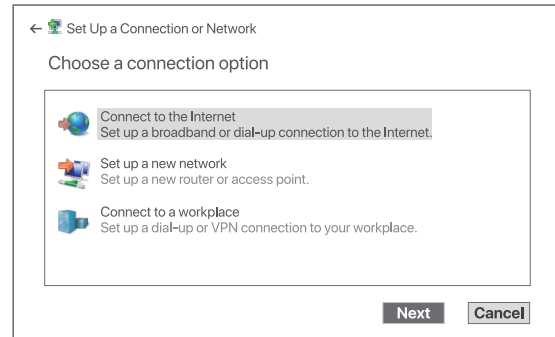 Set Up a Connection or Network
Choose a connection option
Connect to the Internet
Set up a broadband or dial-up connection to the Internet.
Set up a new network
Set up a new router or access point.
Connect to a workplace
Set up a dial-up or VPN connection to your workplace.
Next Cancel